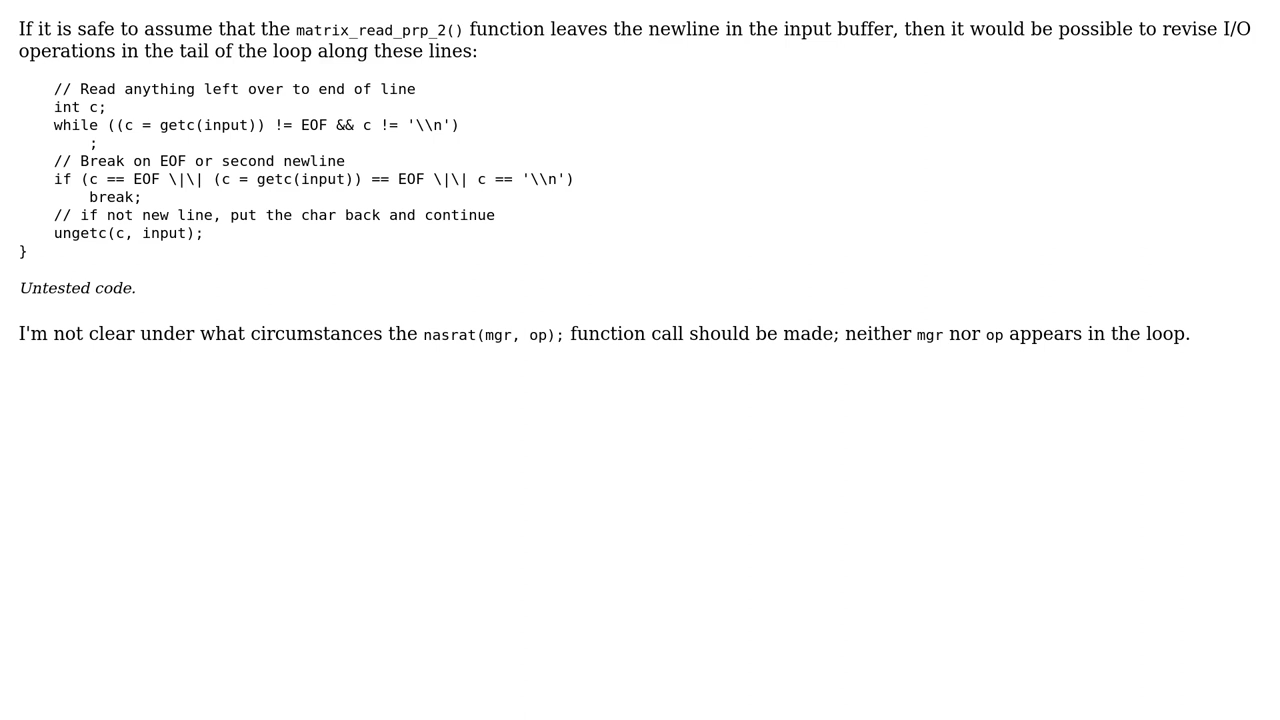 If it is safe to assume that the matrix_read_prp_2() function leaves the newline in the input buffer, then it would be possible to revise I/O
operations in the tail of the loop along these lines:
    // Read anything left over to end of line
    int c;
    while ((c = getc(input)) != EOF && c != '\\n')
        ;
    // Break on EOF or second newline
    if (c == EOF \|\| (c = getc(input)) == EOF \|\| c == '\\n')
        break;
    // if not new line, put the char back and continue
    ungetc(c, input);
}
Untested code.
I'm not clear under what circumstances the nasrat(mgr, op); function call should be made; neither mgr nor op appears in the loop.